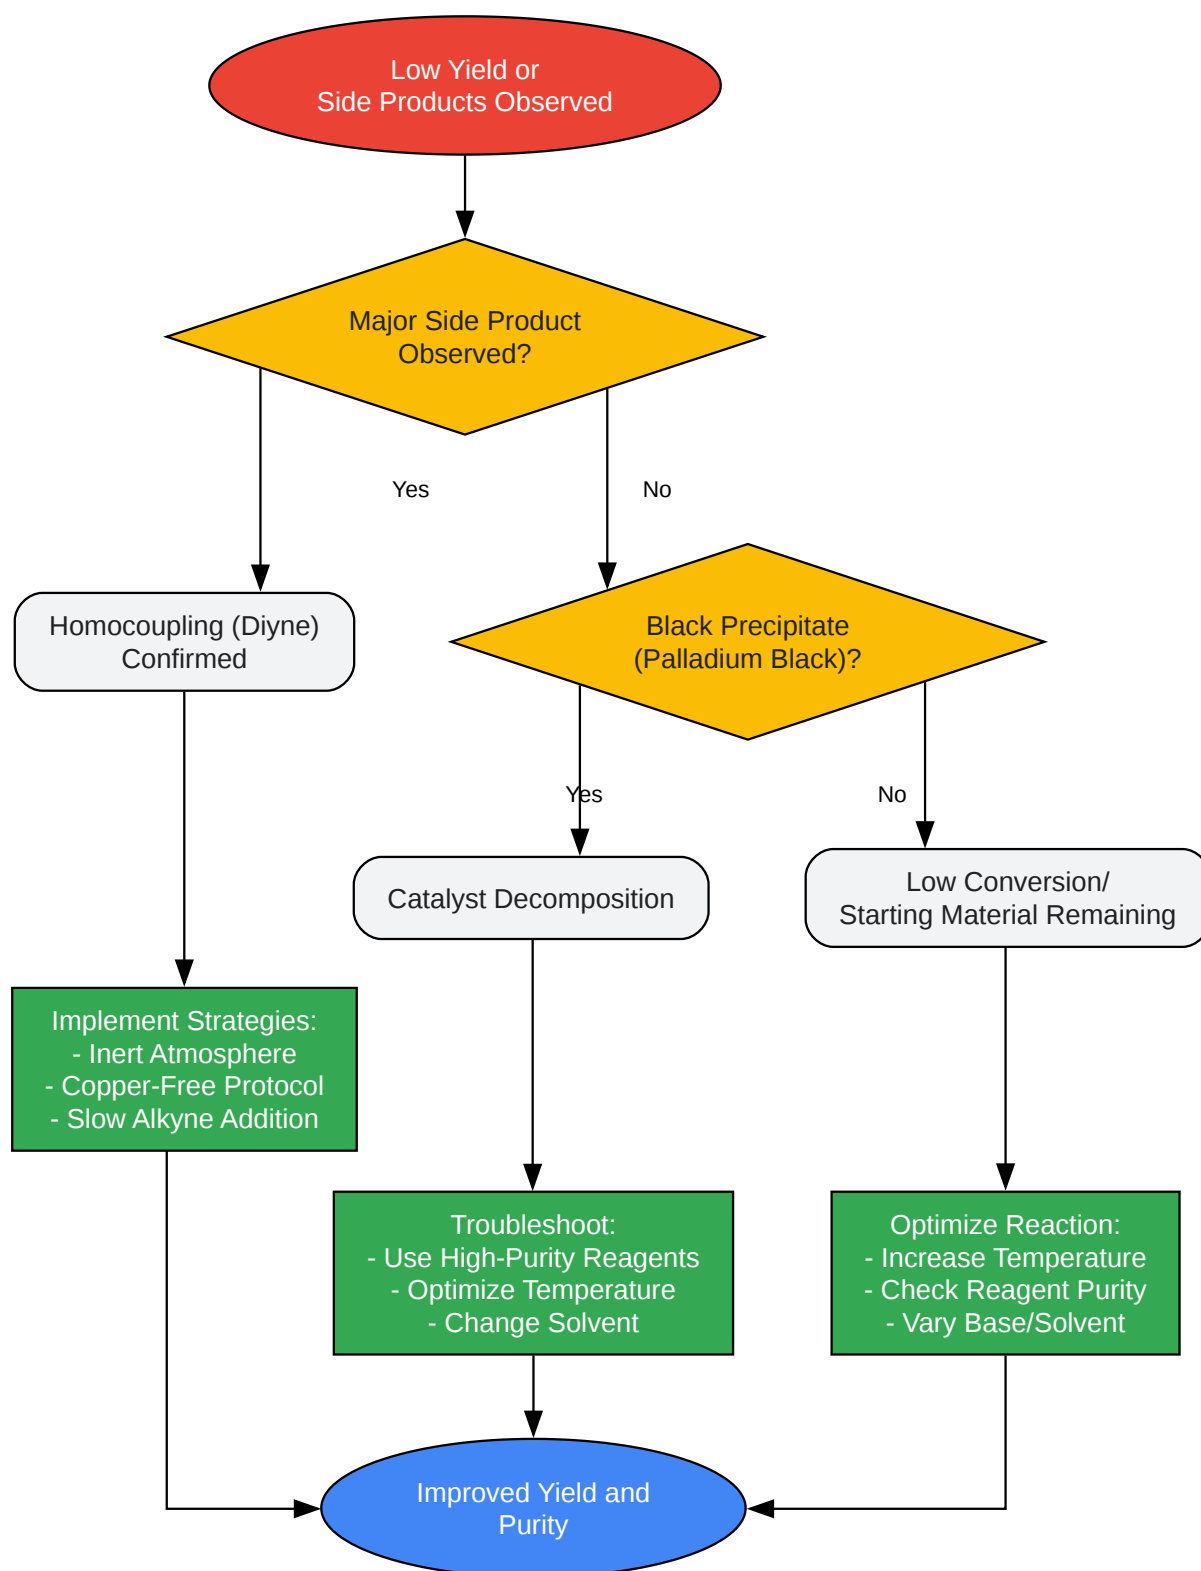 Low Yield or
Side Products Observed
Major Side Product
Observed?
Yes
No
Homocoupling (Diyne)
Confirmed
Black Precipitate
(Palladium Black)?
Yes
No
Catalyst Decomposition
Low Conversion/
Starting Material Remaining
Implement Strategies:
- Inert Atmosphere
- Copper-Free Protocol
- Slow Alkyne Addition
Troubleshoot:
- Use High-Purity Reagents
- Optimize Temperature
- Change Solvent
Optimize Reaction:
- Increase Temperature
- Check Reagent Purity
- Vary Base/Solvent
Improved Yield and
Purity